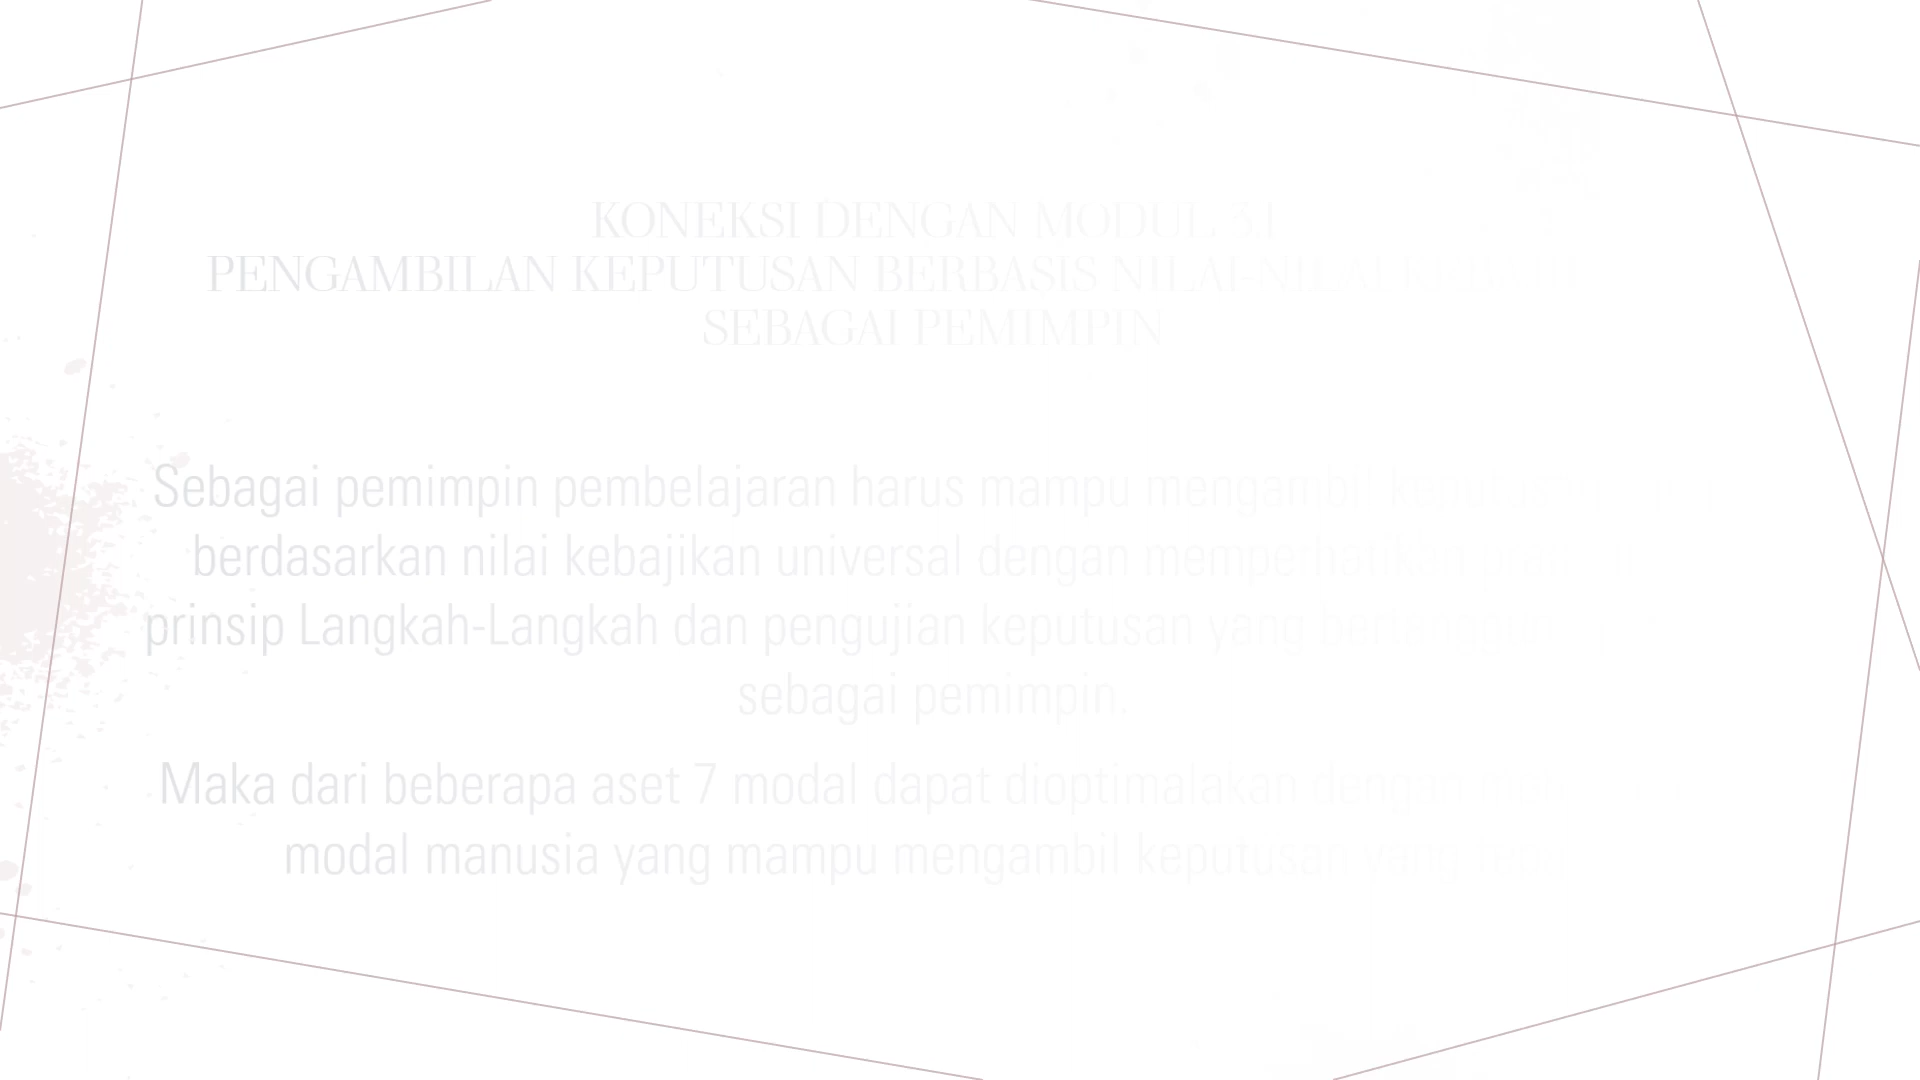 KONEKSI DENGAN MODUL 3.1
PENGAMBILAN KEPUTUSAN BERBASIS NILAI-NILAI
SEBAGAI PEMIMPIN
Sebagai pemimpin pembelajaran harus mampu mengambil
berdasarkan nilai kebajikan universal dengan memperhatikan
prinsip Langkah-Langkah dan pengujian keputusan yang
sebagai pemimpin.
Maka dari beberapa aset 7 modal dapat dioptimalakan dengan
modal manusia yang mampu mengambil keputusan yang